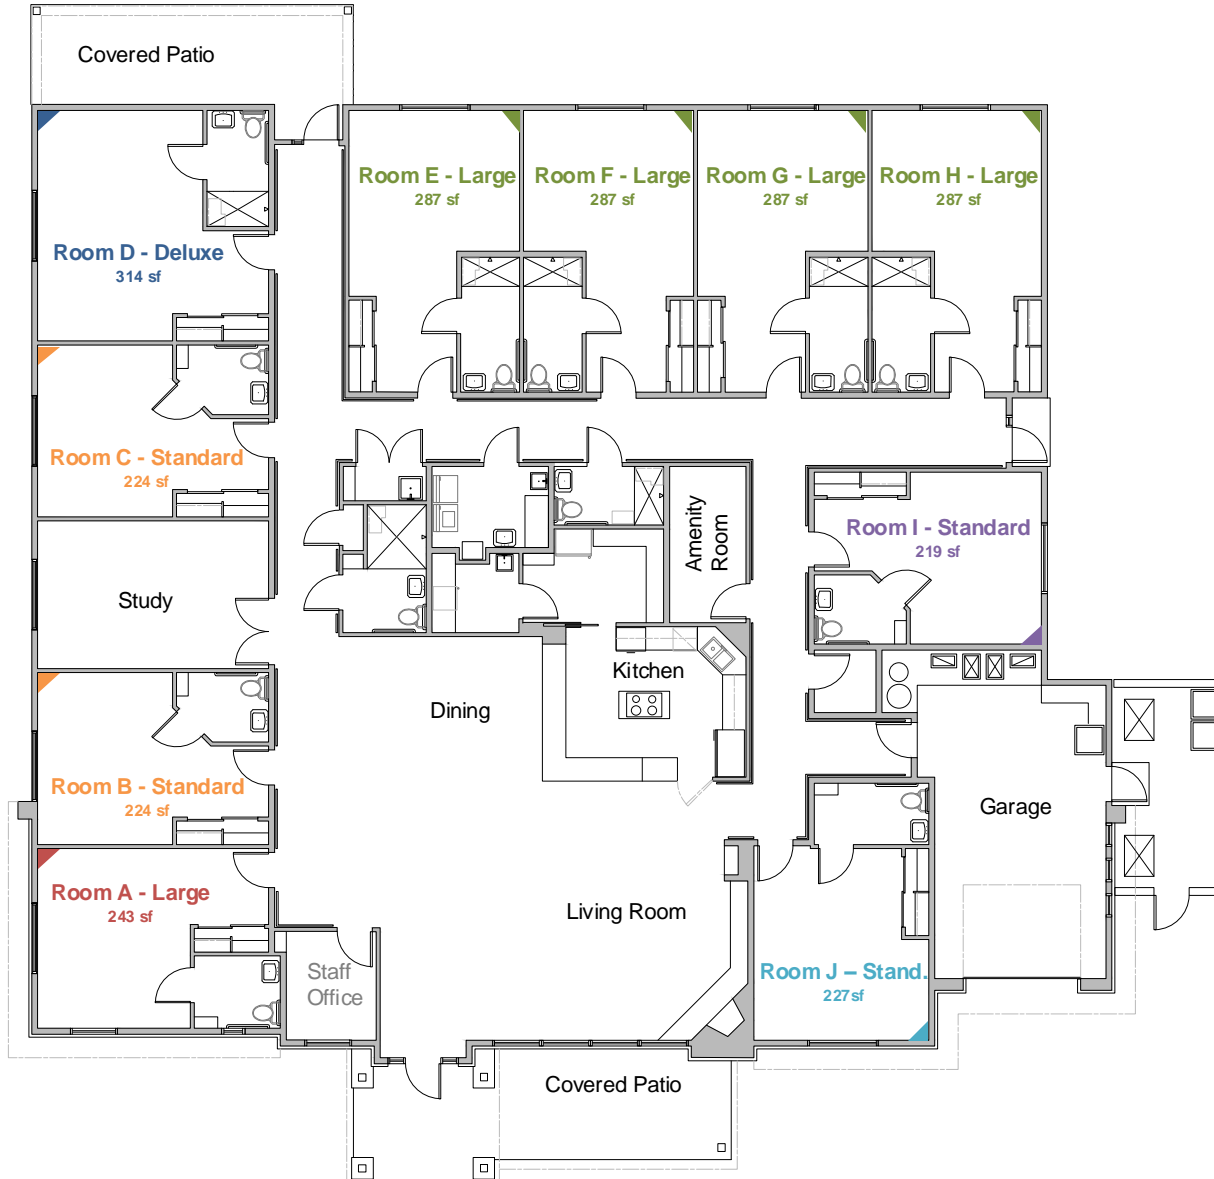 Covered Patio
Room E - Large
287 sf
Room F - Large
287 sf
Room G - Large
287 sf
Room H - Large
287 sf
Room D - Deluxe
314 sf
Room C - Standard
224 sf
Amenity
Room
Room I - Standard
219 sf
Study
Kitchen
Dining
Room B - Standard
224 sf
Garage
Room A - Large
243 sf
Living Room
Staff
Office
Room J – Stand.
227sf
Covered Patio